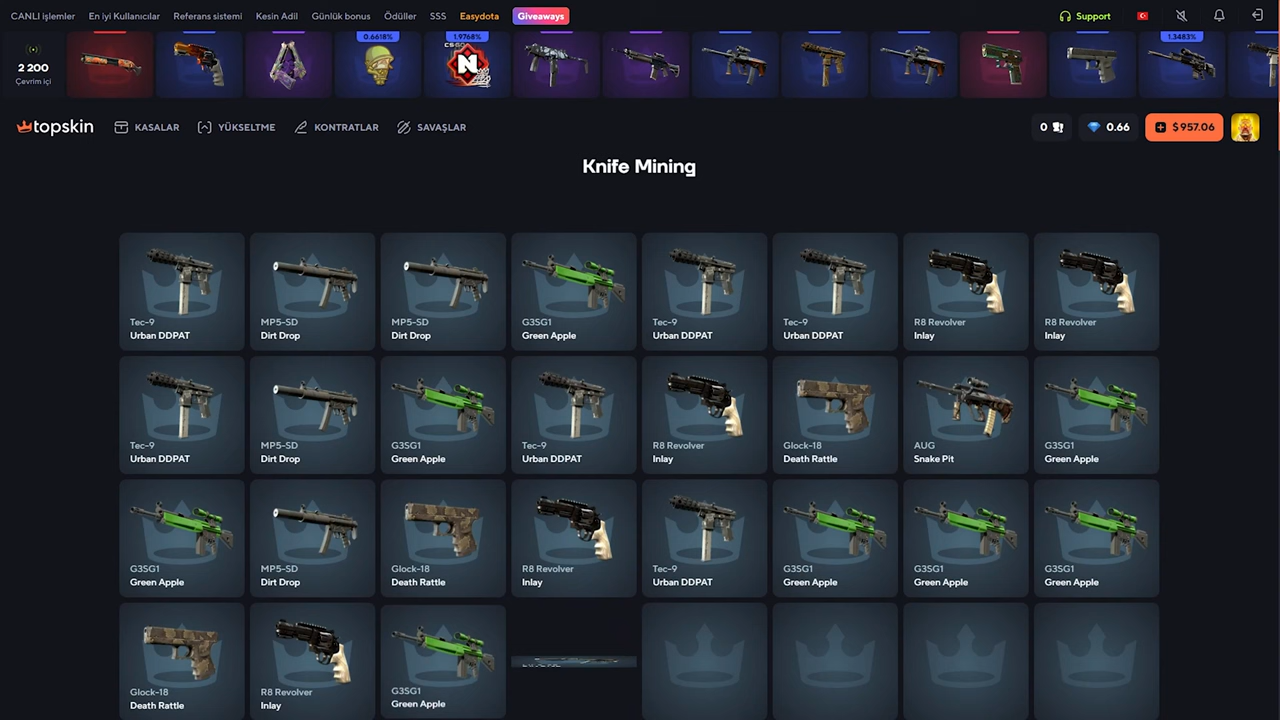 CANLI işlemler En iyi Kullanıcılar Referans sistemi Kesin Adil Günlük bonus Ödüller SSS Easydota Giveaways Support
0.6618% 1.9768% 1.3483%
CS:GO
N
2 200
Çevrim içi
topskin KASALAR YÜKSELTME KONTRATLAR SAVAŞLAR 0 0.66 $ 957.06
Knife Mining
Tec-9 MP5-SD MP5-SD G3SG1 Tec-9 Tec-9 R8 Revolver R8 Revolver
Urban DDPAT Dirt Drop Dirt Drop Green Apple Urban DDPAT Urban DDPAT Inlay Inlay
Tec-9 MP5-SD G3SG1 Tec-9 R8 Revolver Glock-18 AUG G3SG1
Urban DDPAT Dirt Drop Green Apple Urban DDPAT Inlay Death Rattle Snake Pit Green Apple
G3SG1 MP5-SD Glock-18 R8 Revolver Tec-9 G3SG1 G3SG1 G3SG1
Green Apple Dirt Drop Death Rattle Inlay Urban DDPAT Green Apple Green Apple Green Apple
Glock-18 R8 Revolver G3SG1
Death Rattle Inlay Green Apple